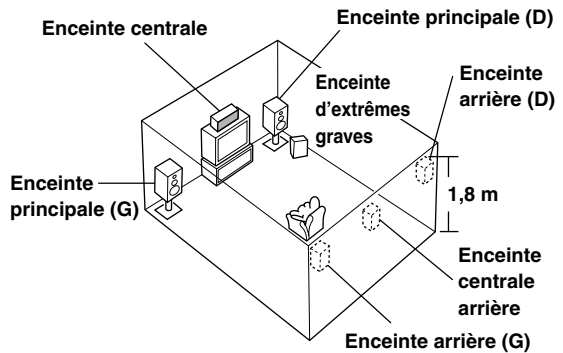 Enceinte principale (D)
Enceinte centrale
Enceinte
arrière (D)
Enceinte
d'extrêmes
graves
Enceinte
principale (G)
1,8 m
Enceinte
centrale
arrière
Enceinte arrière (G)